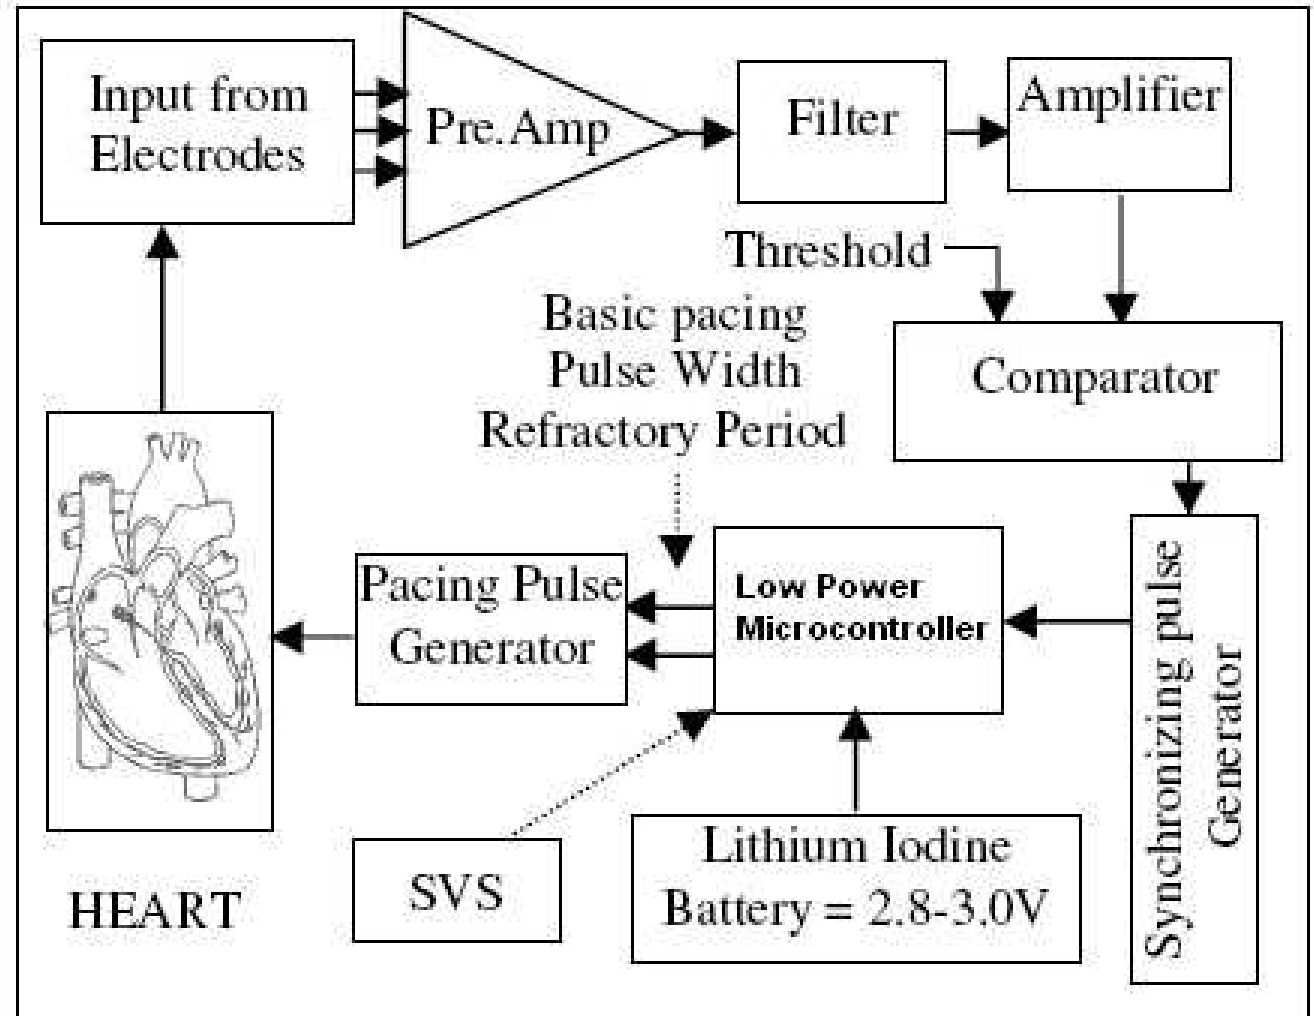 Input from
Electrodes
Pre.Amp
Filter
Amplifier
Threshold
Basic pacing
Pulse Width
Refractory Period
Comparator
Pacing Pulse
Generator
Low Power
Microcontroller
Synchronizing pulse
Generator
SVS
Lithium Iodine
Battery = 2.8-3.0V
HEART